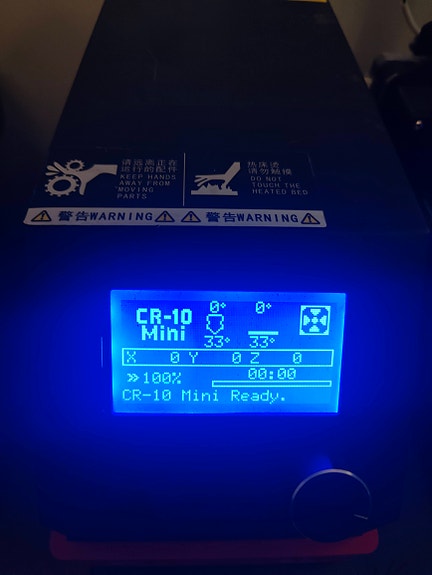 请远离正在
运行的配件
KEEP HANDS
AWAY FROM
MOVING
PARTS
热床烫
请勿触摸
DO NOT
TOUCH THE
HEATED BED
警告WARNING 警告WARNING
CR-10
Mini
0° 0°
33° 33°
X 0 Y 0 Z 0
100% 00:00
CR-10 Mini Ready.